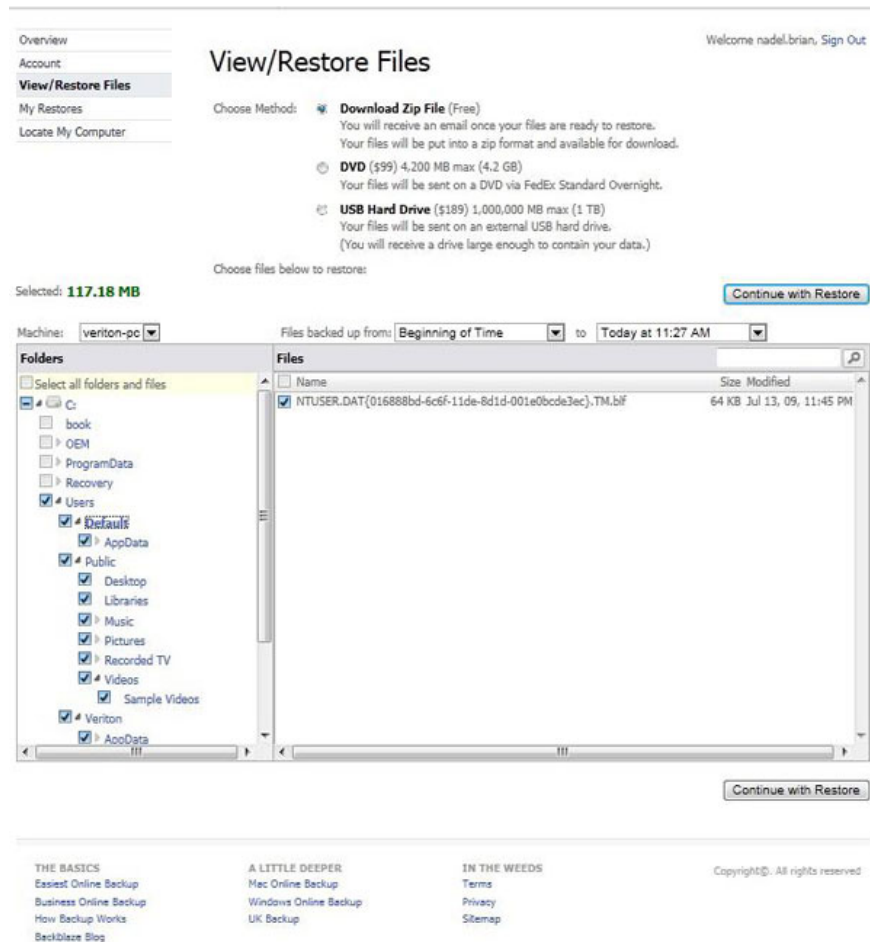 Overview
Account
View/Restore Files
My Restores
Locate My Computer
Welcome nadel.brian, Sign Out
View/Restore Files
Choose Method:
Download Zip File (Free)
You will receive an email once your files are ready to restore.
Your files will be put into a zip format and available for download.
DVD ($99) 4,200 MB max (4.2 GB)
Your files will be sent on a DVD via FedEx Standard Overnight.
USB Hard Drive ($189) 1,000,000 MB max (1 TB)
Your files will be sent on an external USB hard drive.
(You will receive a drive large enough to contain your data.)
Choose files below to restore:
Selected: 117.18 MB
Continue with Restore
Machine: veriton-pc
Files backed up from: Beginning of Time to Today at 11:27 AM
Folders
Select all folders and files
C:
book
OEM
ProgramData
Recovery
Users
Default
AppData
Public
Desktop
Libraries
Music
Pictures
Recorded TV
Videos
Sample Videos
Veriton
AppData
Files
Name Size Modified
NTUSER.DAT{016888bd-6c6f-11de-8d1d-001e0bcde3ec}.TM.blf 64 KB Jul 13, 09, 11:45 PM
Continue with Restore
THE BASICS
Easiest Online Backup
Business Online Backup
How Backup Works
Backblaze Blog
A LITTLE DEEPER
Mac Online Backup
Windows Online Backup
UK Backup
IN THE WEEDS
Terms
Privacy
Sitemap
Copyright©. All rights reserved